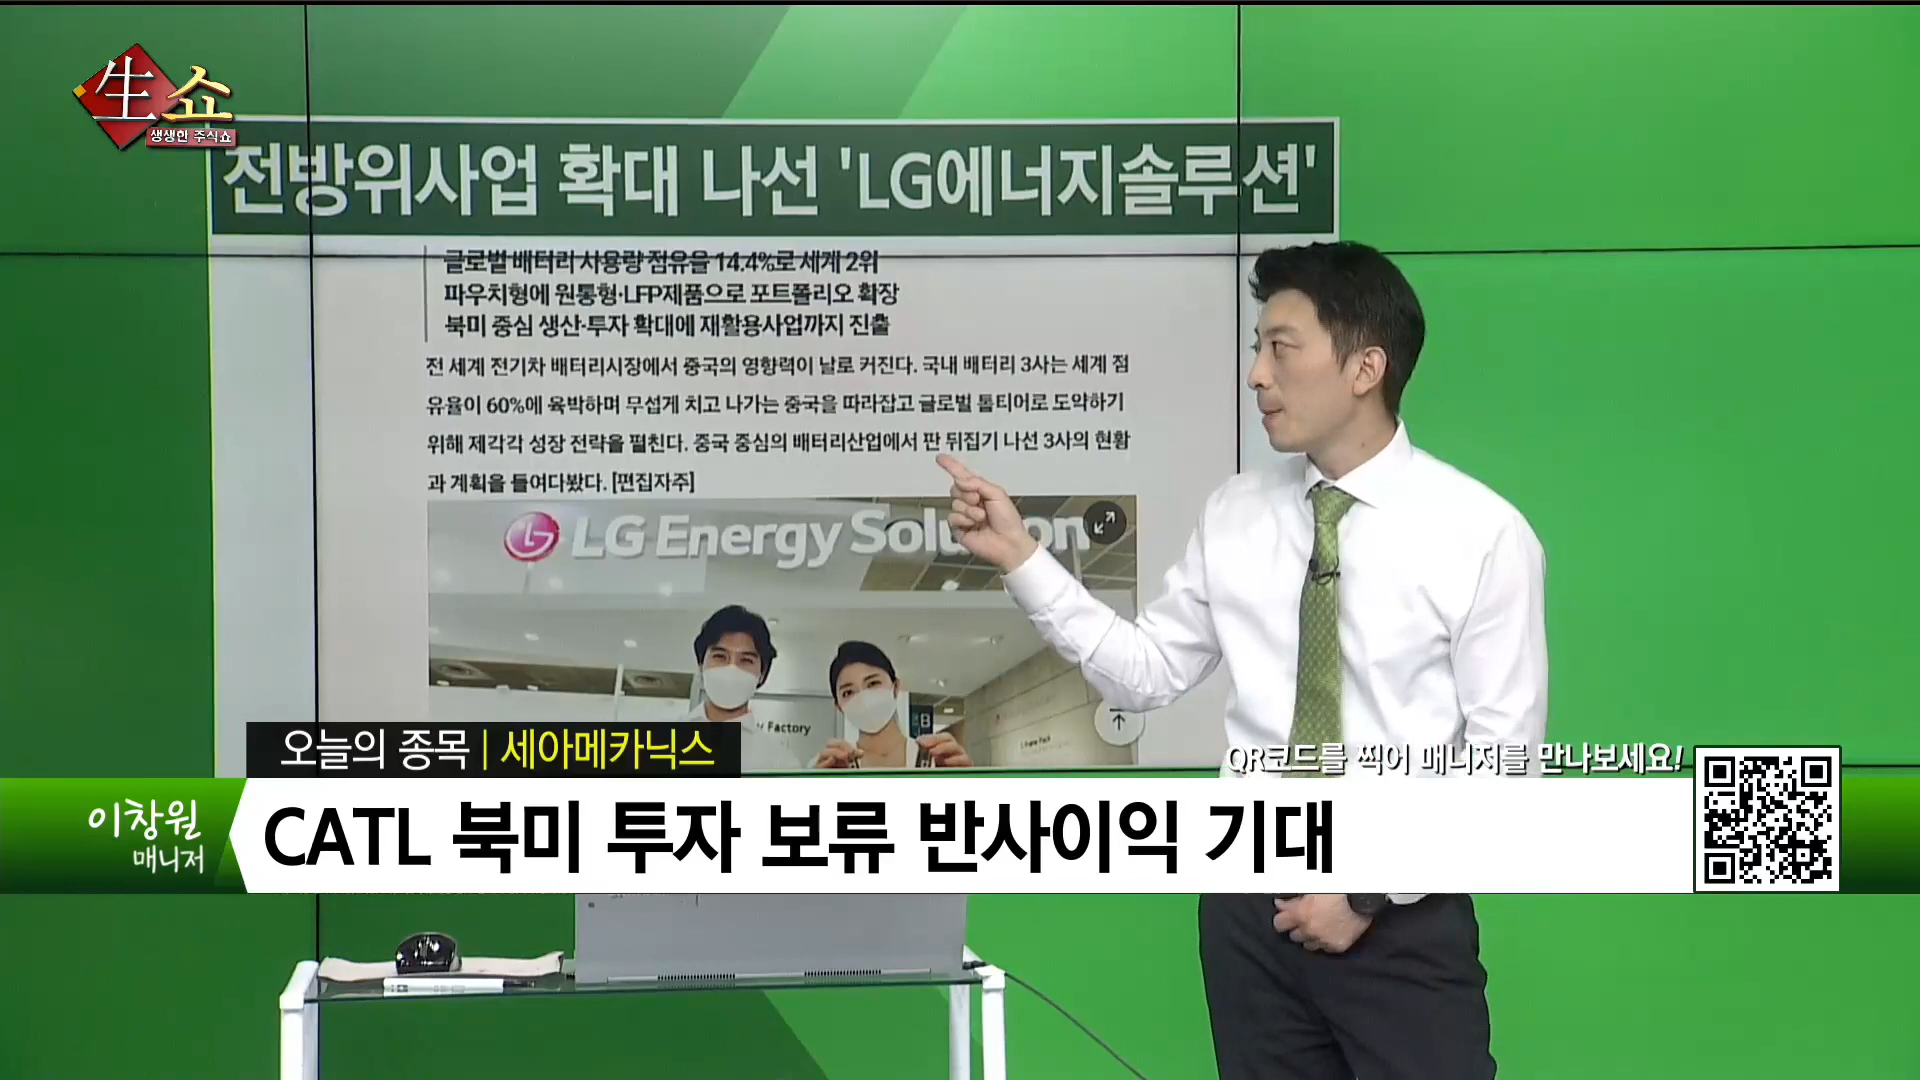 生쇼
생생한 주식쇼
전방위사업 확대 나선 'LG에너지솔루션'
글로벌 배터리 사용량 점유율 14.4%로 세계 2위
파우치형에 원통형·LFP제품으로 포트폴리오 확장
북미 중심 생산·투자 확대에 재활용사업까지 진출
전 세계 전기차 배터리시장에서 중국의 영향력이 날로 커진다. 국내 배터리 3사는 세계 점
유율이 60%에 육박하며 무섭게 치고 나가는 중국을 따라잡고 글로벌 톱티어로 도약하기
위해 제각각 성장 전략을 펼친다. 중국 중심의 배터리산업에서 판 뒤집기 나선 3사의 현황
과 계획을 들여다봤다. [편집자주]
LG Energy Solution
Factory
오늘의 종목 | 세아메카닉스
QR코드를 찍어 매니저를 만나보세요!
이창원
매니저
CATL 북미 투자 보류 반사이익 기대